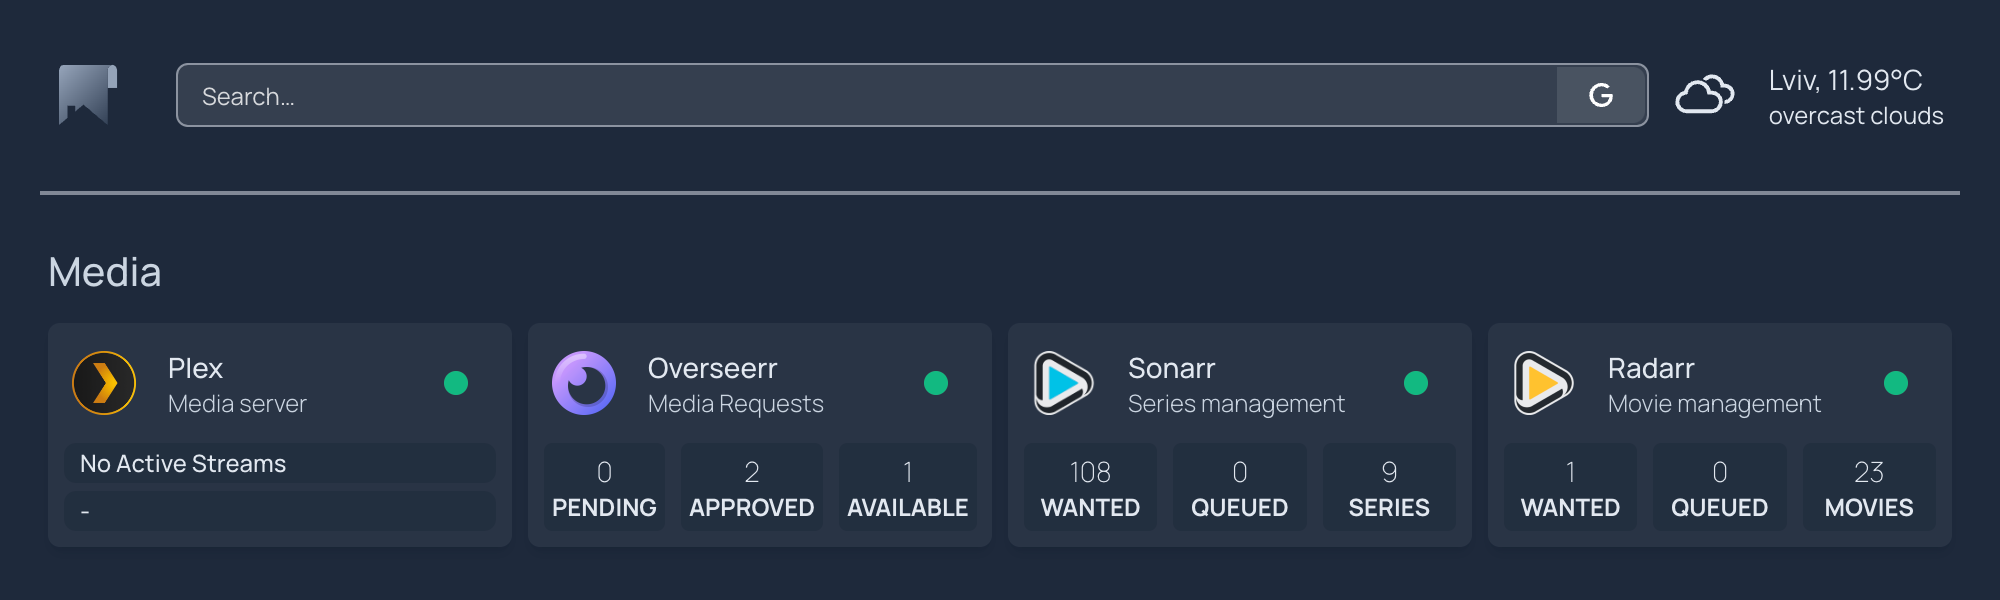 Search...
G
Lviv, 11.99°C
overcast clouds
Media
Plex
Media server
No Active Streams
-
Overseerr
Media Requests
0
PENDING
2
APPROVED
1
AVAILABLE
Sonarr
Series management
108
WANTED
0
QUEUED
9
SERIES
Radarr
Movie management
1
WANTED
0
QUEUED
23
MOVIES